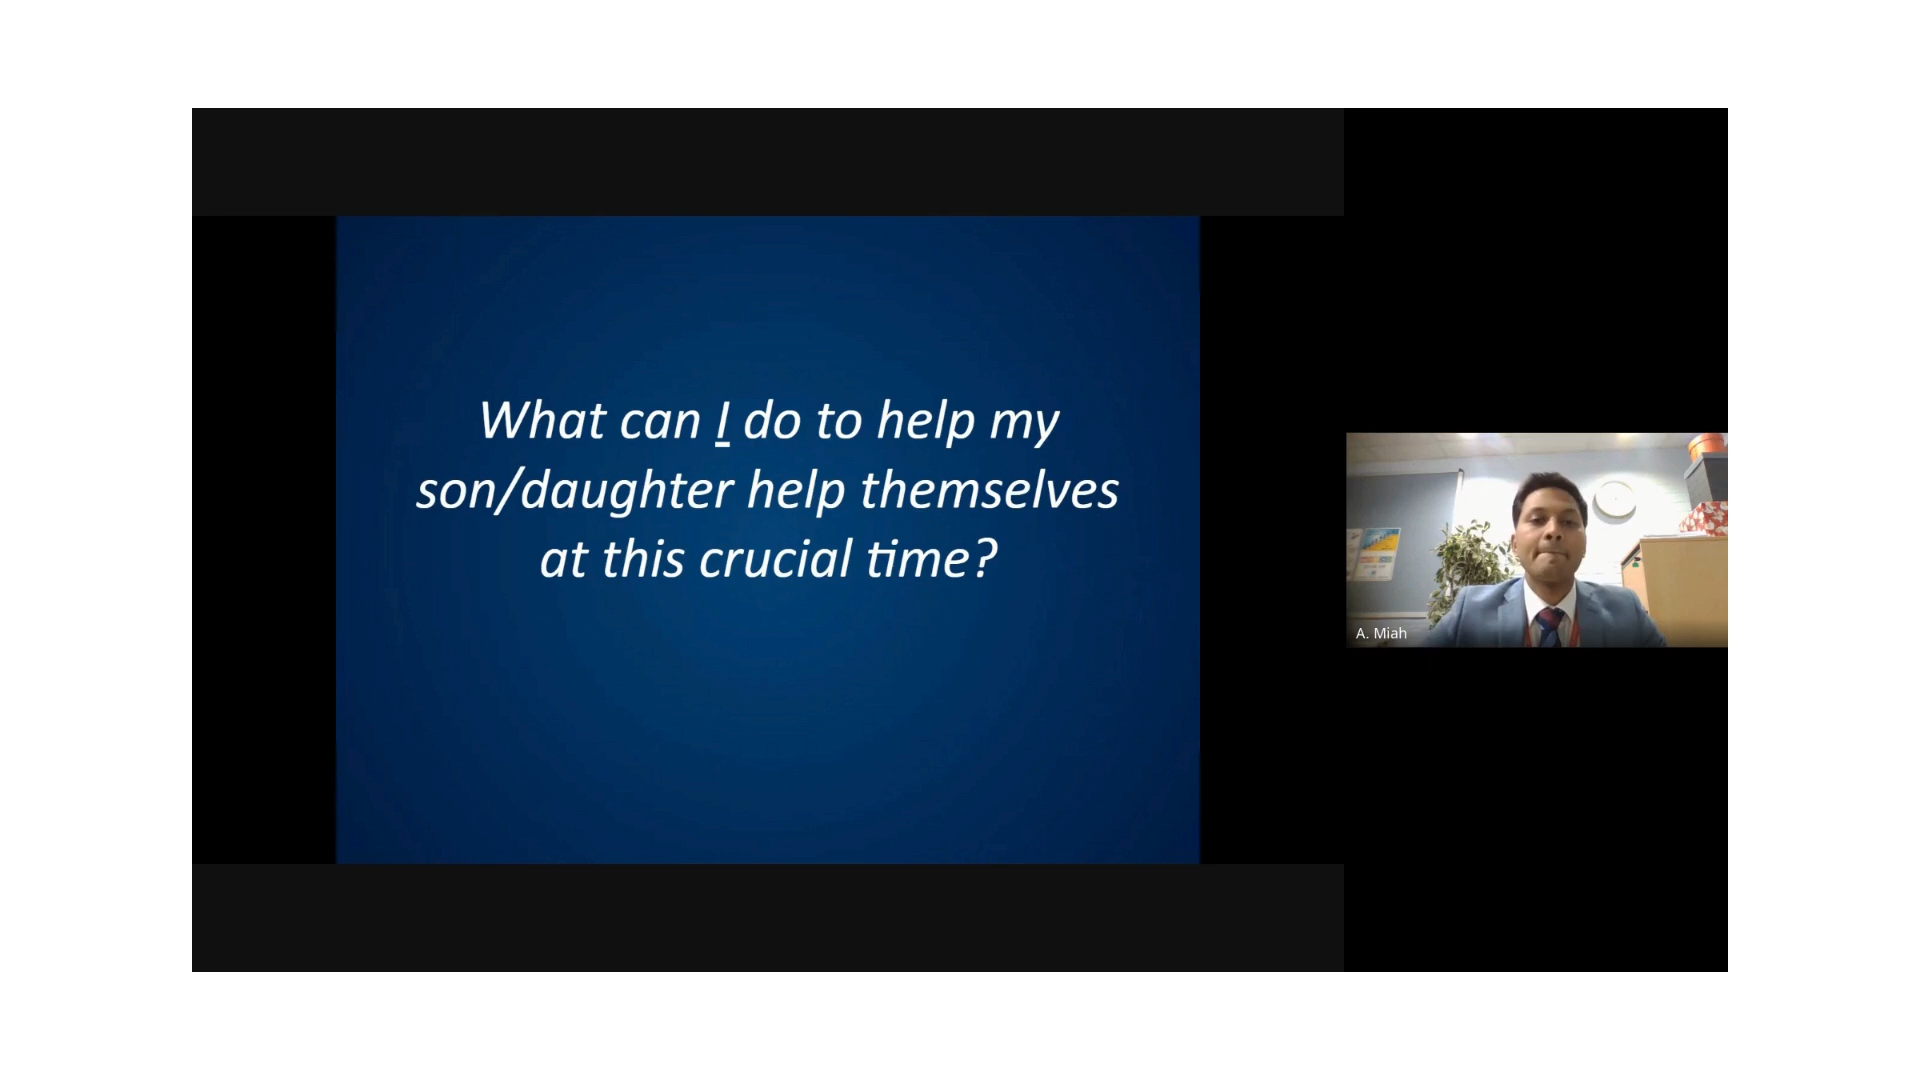 What can I do to help my
son/daughter help themselves
at this crucial time?
A. Miah